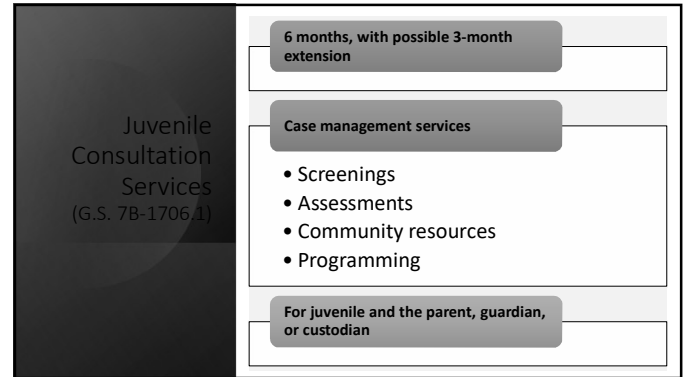 Juvenile
Consultation
Services
(G.S. 7B-1706.1)
6 months, with possible 3-month
extension
Case management services
• Screenings
• Assessments
• Community resources
• Programming
For juvenile and the parent, guardian,
or custodian